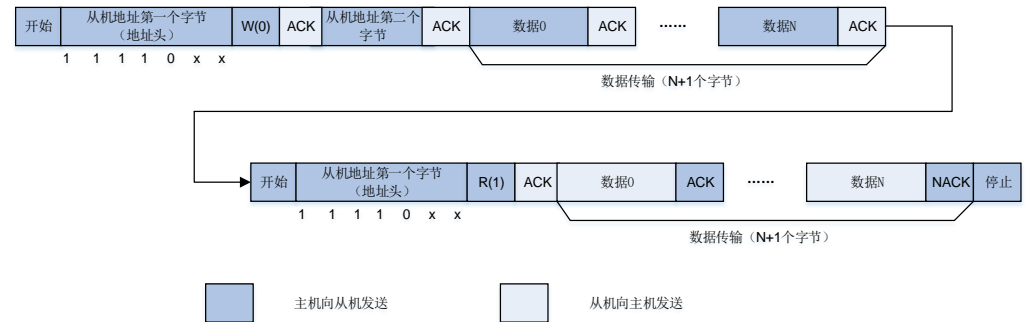 开始 从机地址第一个字节（地址头） W(0) ACK 从机地址第二个字节 ACK 数据0 ACK …… 数据N ACK
1 1 1 1 0 x x
数据传输（N+1个字节）
开始 从机地址第一个字节（地址头） R(1) ACK 数据0 ACK …… 数据N NACK 停止
1 1 1 1 0 x x
数据传输（N+1个字节）
主机向从机发送 从机向主机发送